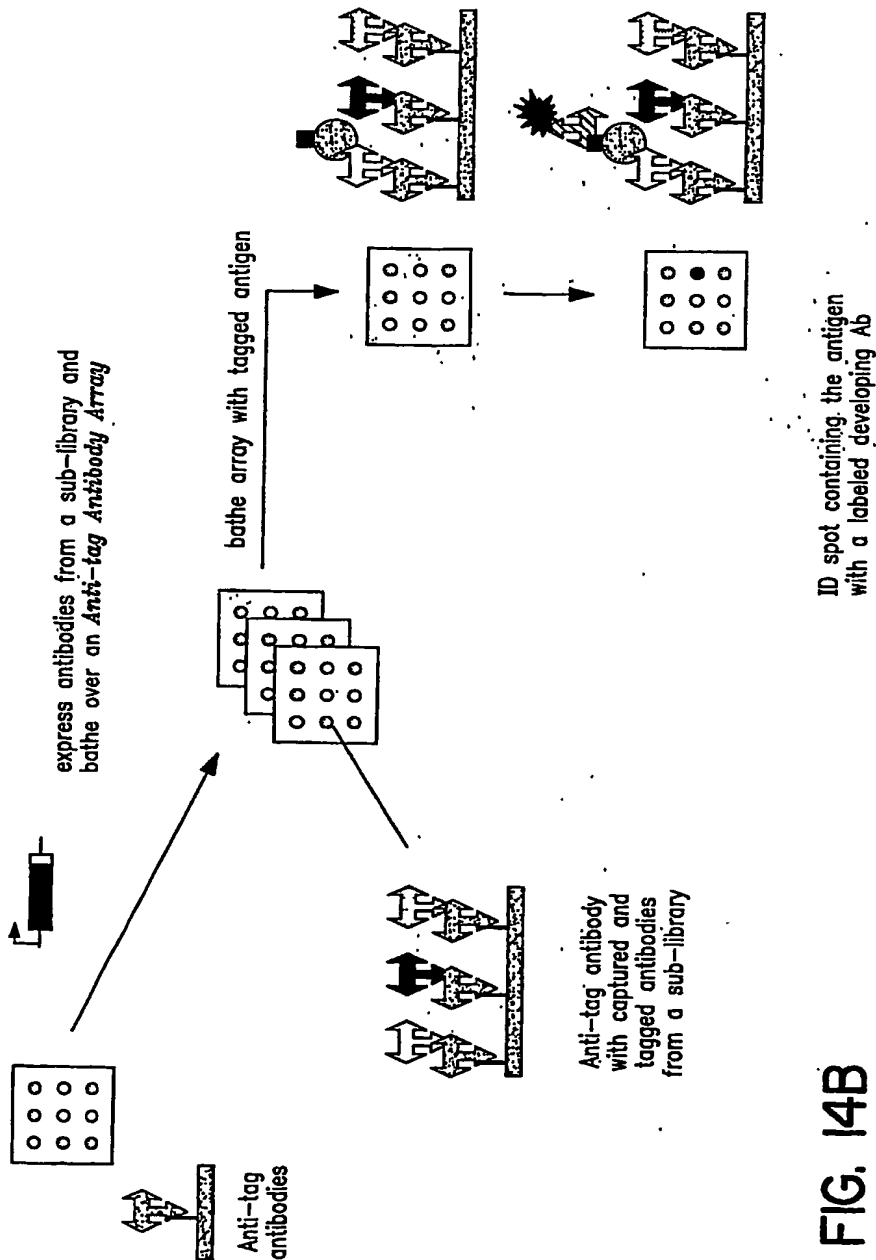 express antibodies from a sub-library and
bathe over an Anti-tag Antibody Array
Anti-tag
antibodies
bathe array with tagged antigen
Anti-tag antibody
with captured and
tagged antibodies
from a sub-library
ID spot containing the antigen
with a labeled developing Ab
FIG. 14B